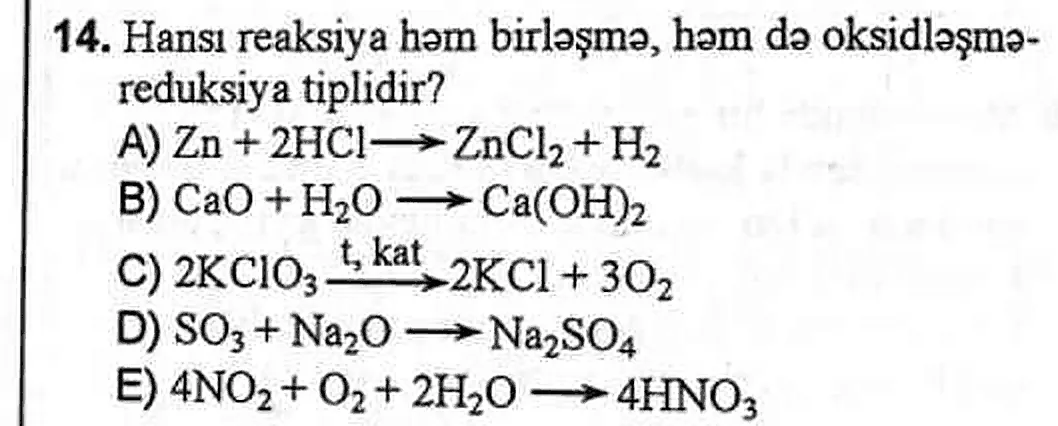 14. Hansı reaksiya həm birləşmə, həm də oksidləşmə-
reduksiya tiplidir?
A) Zn + 2HCl⟶ZnCl₂ + H₂
B) CaO + H₂O ⟶ Ca(OH)₂
t, kat
C) 2KClO₃⟶2KCl + 3O₂
D) SO₃ + Na₂O ⟶ Na₂SO₄
E) 4NO₂ + O₂ + 2H₂O ⟶ 4HNO₃